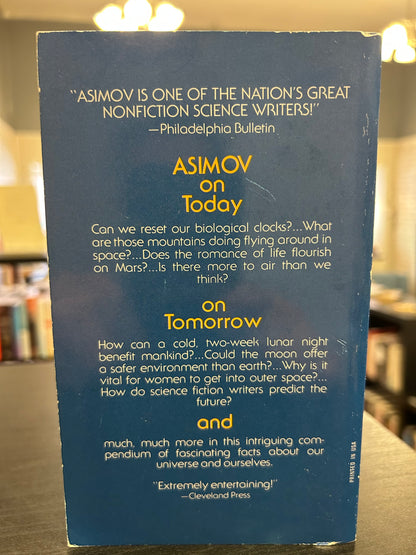 "ASIMOV IS ONE OF THE NATION'S GREAT
NONFICTION SCIENCE WRITERS!"
—Philadelphia Bulletin
ASIMOV
on
Today
Can we reset our biological clocks?...What
are those mountains doing flying around in
space?...Does the romance of life flourish
on Mars?...Is there more to air than we
think?
on
Tomorrow
How can a cold, two-week lunar night
benefit mankind?...Could the moon offer
a safer environment than earth?...Why is it
vital for women to get into outer space?...
How do science fiction writers predict the
future?
and
much, much more in this intriguing com-
pendium of fascinating facts about our
universe and ourselves.
"Extremely entertaining!"
—Cleveland Press
PRINTED IN USA